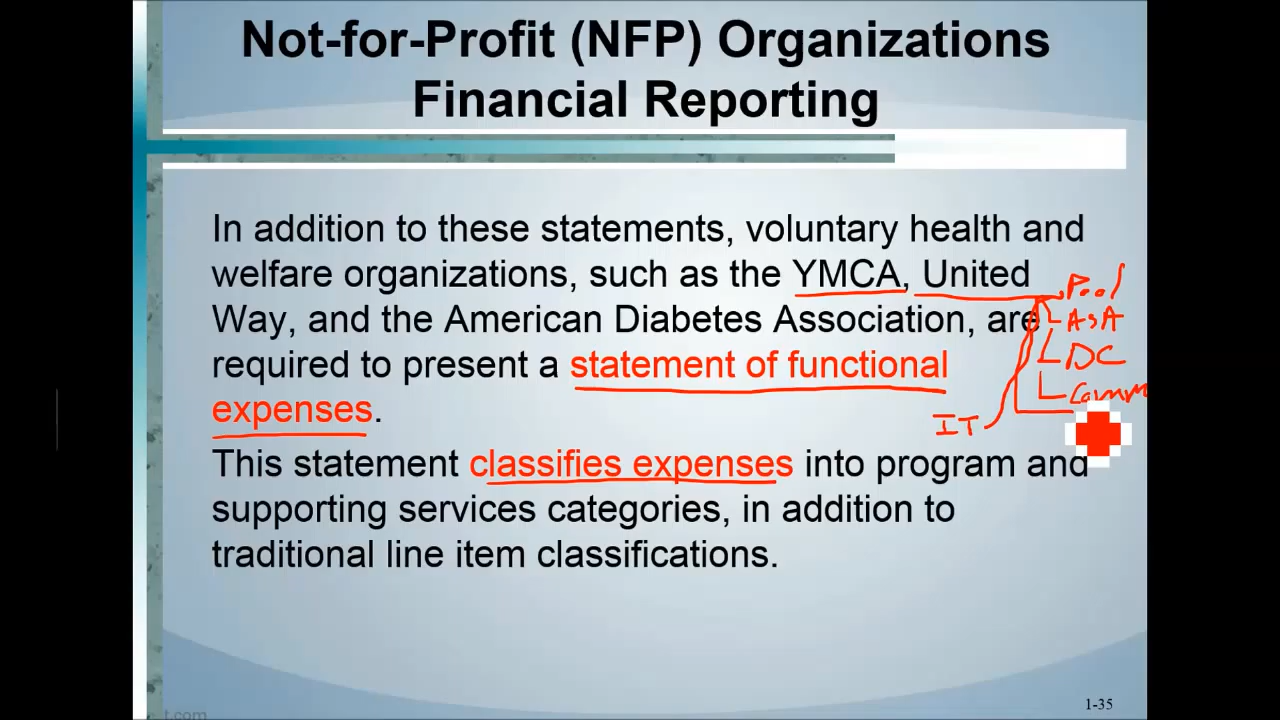 Not-for-Profit (NFP) Organizations
Financial Reporting
In addition to these statements, voluntary health and
welfare organizations, such as the YMCA, United
Pool
Way, and the American Diabetes Association, are
ASA
required to present a statement of functional
DC
expenses.
Comm
IT
This statement classifies expenses into program and
supporting services categories, in addition to
traditional line item classifications.
1-35
t.com